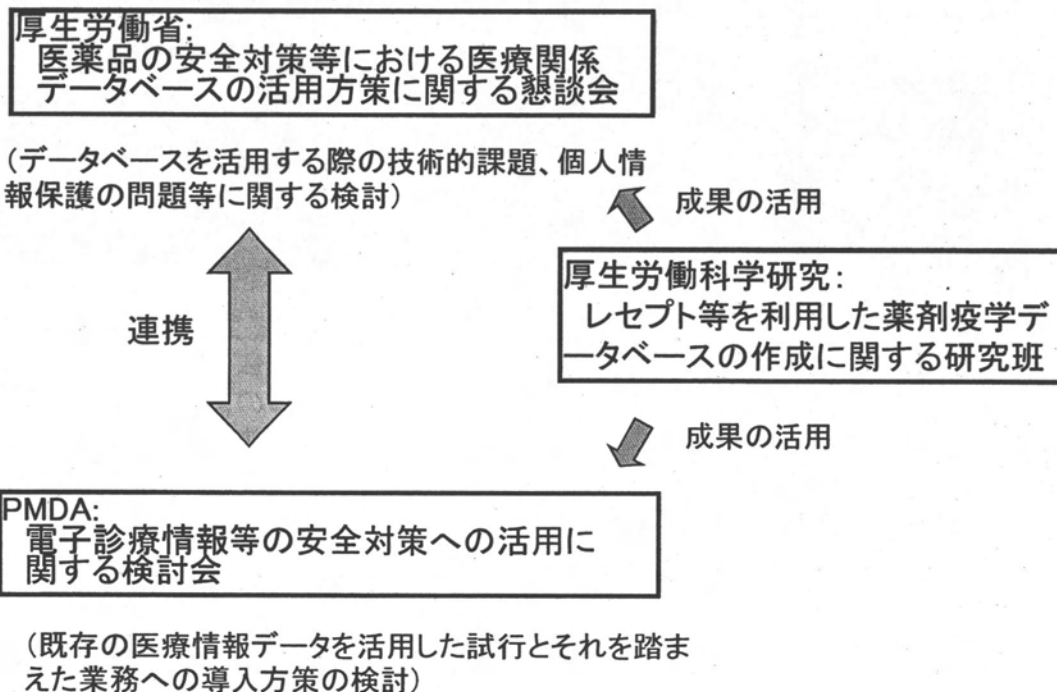 厚生労働省:
医薬品の安全対策等における医療関係
データベースの活用方策に関する懇談会
(データベースを活用する際の技術的課題、個人情
報保護の問題等に関する検討)
成果の活用
厚生労働科学研究:
レセプト等を利用した薬剤疫学デ
ータベースの作成に関する研究班
連携
成果の活用
PMDA:
電子診療情報等の安全対策への活用に
関する検討会
(既存の医療情報データを活用した試行とそれを踏ま
えた業務への導入方策の検討)